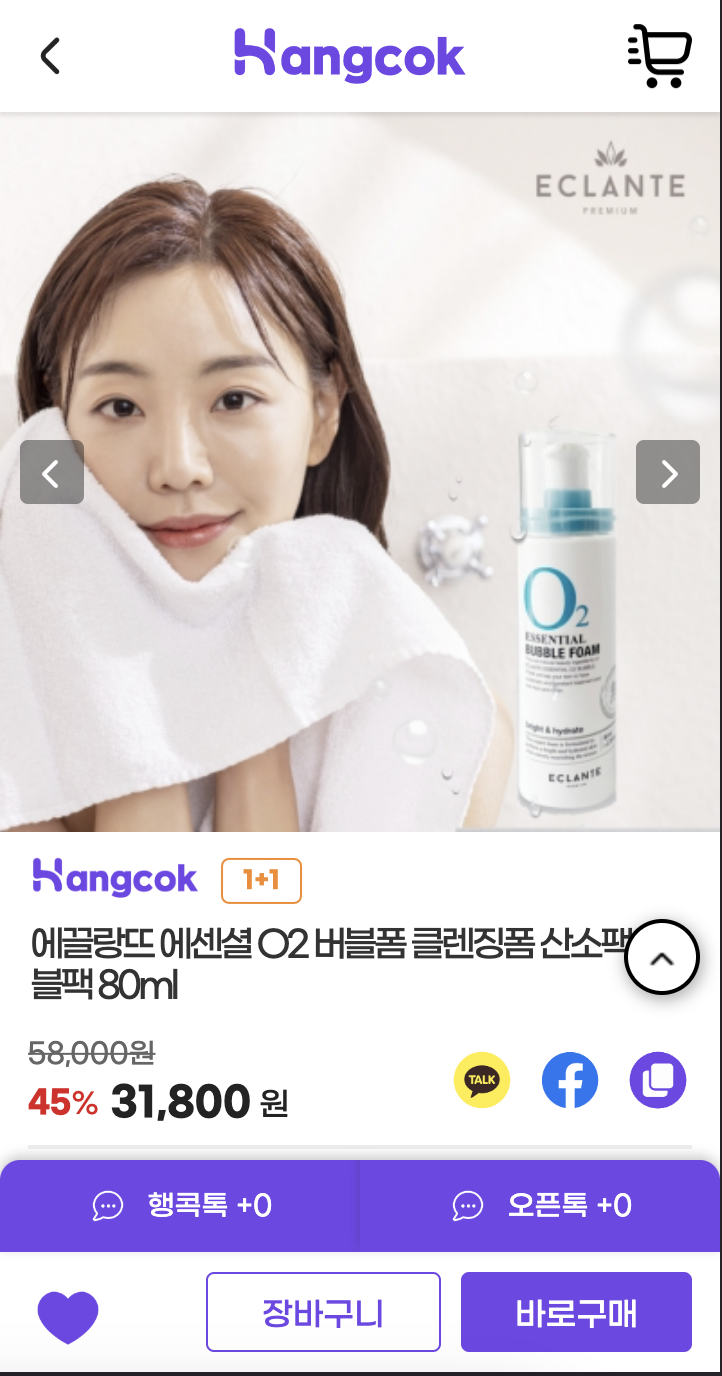 Hangcok
ECLANTE
PREMIUM
O2
ESSENTIAL
BUBBLE FOAM
bright & hydrate
ECLANTE
Hangcok
1+1
에끌랑뜨 에센셜 O2 버블폼 클렌징폼 산소팩
블팩 80ml
58,000원
45% 31,800 원
TALK
행콕톡 +0
오픈톡 +0
장바구니
바로구매